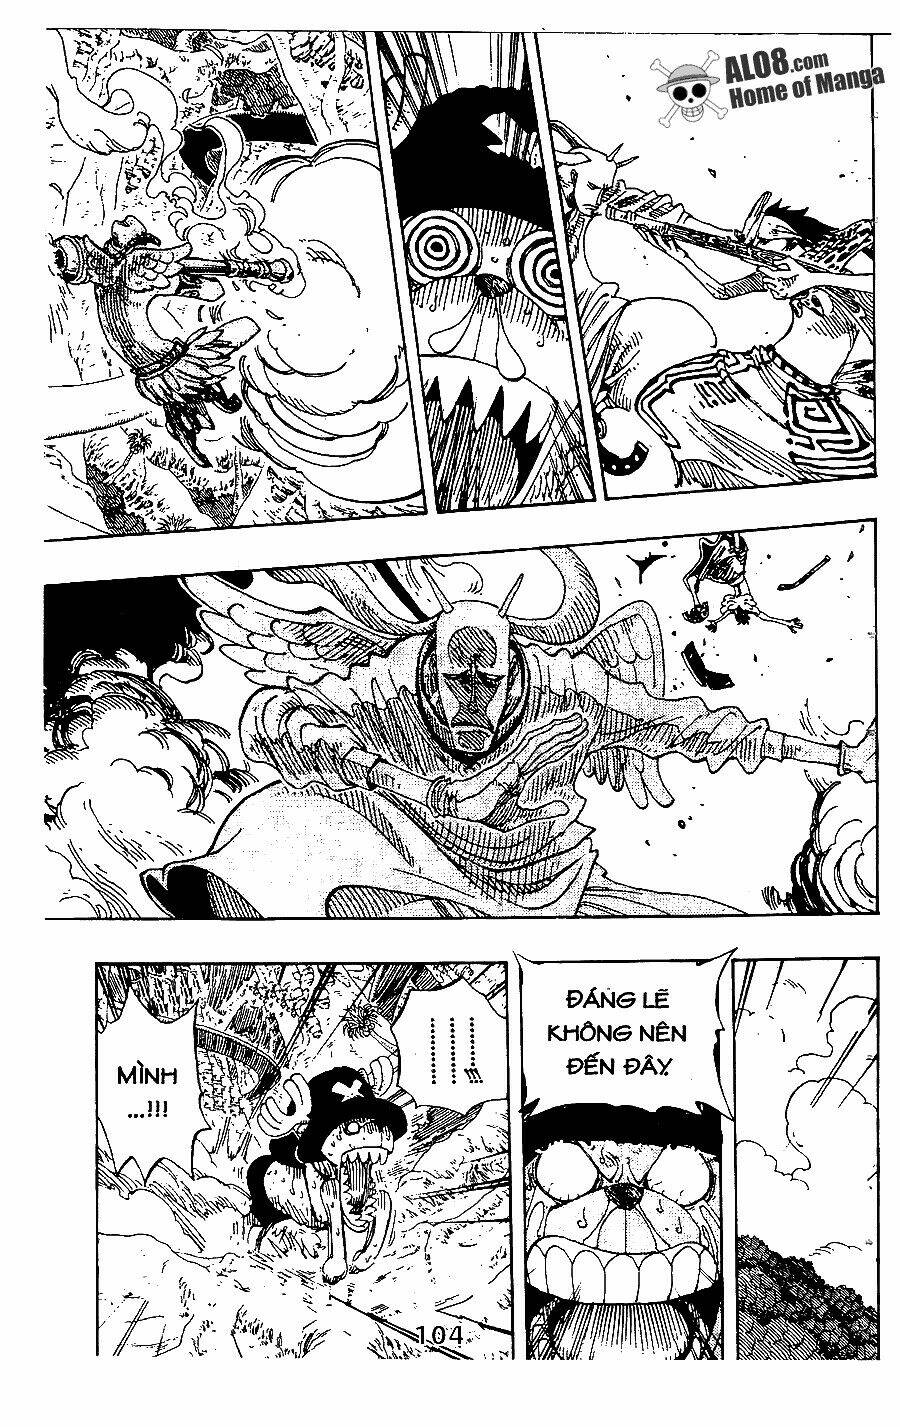 ALO8.com
Home of Manga
MÌNH
...!!!
!!!
ĐÁNG LẼ
KHÔNG NÊN
ĐẾN ĐÂY.
104